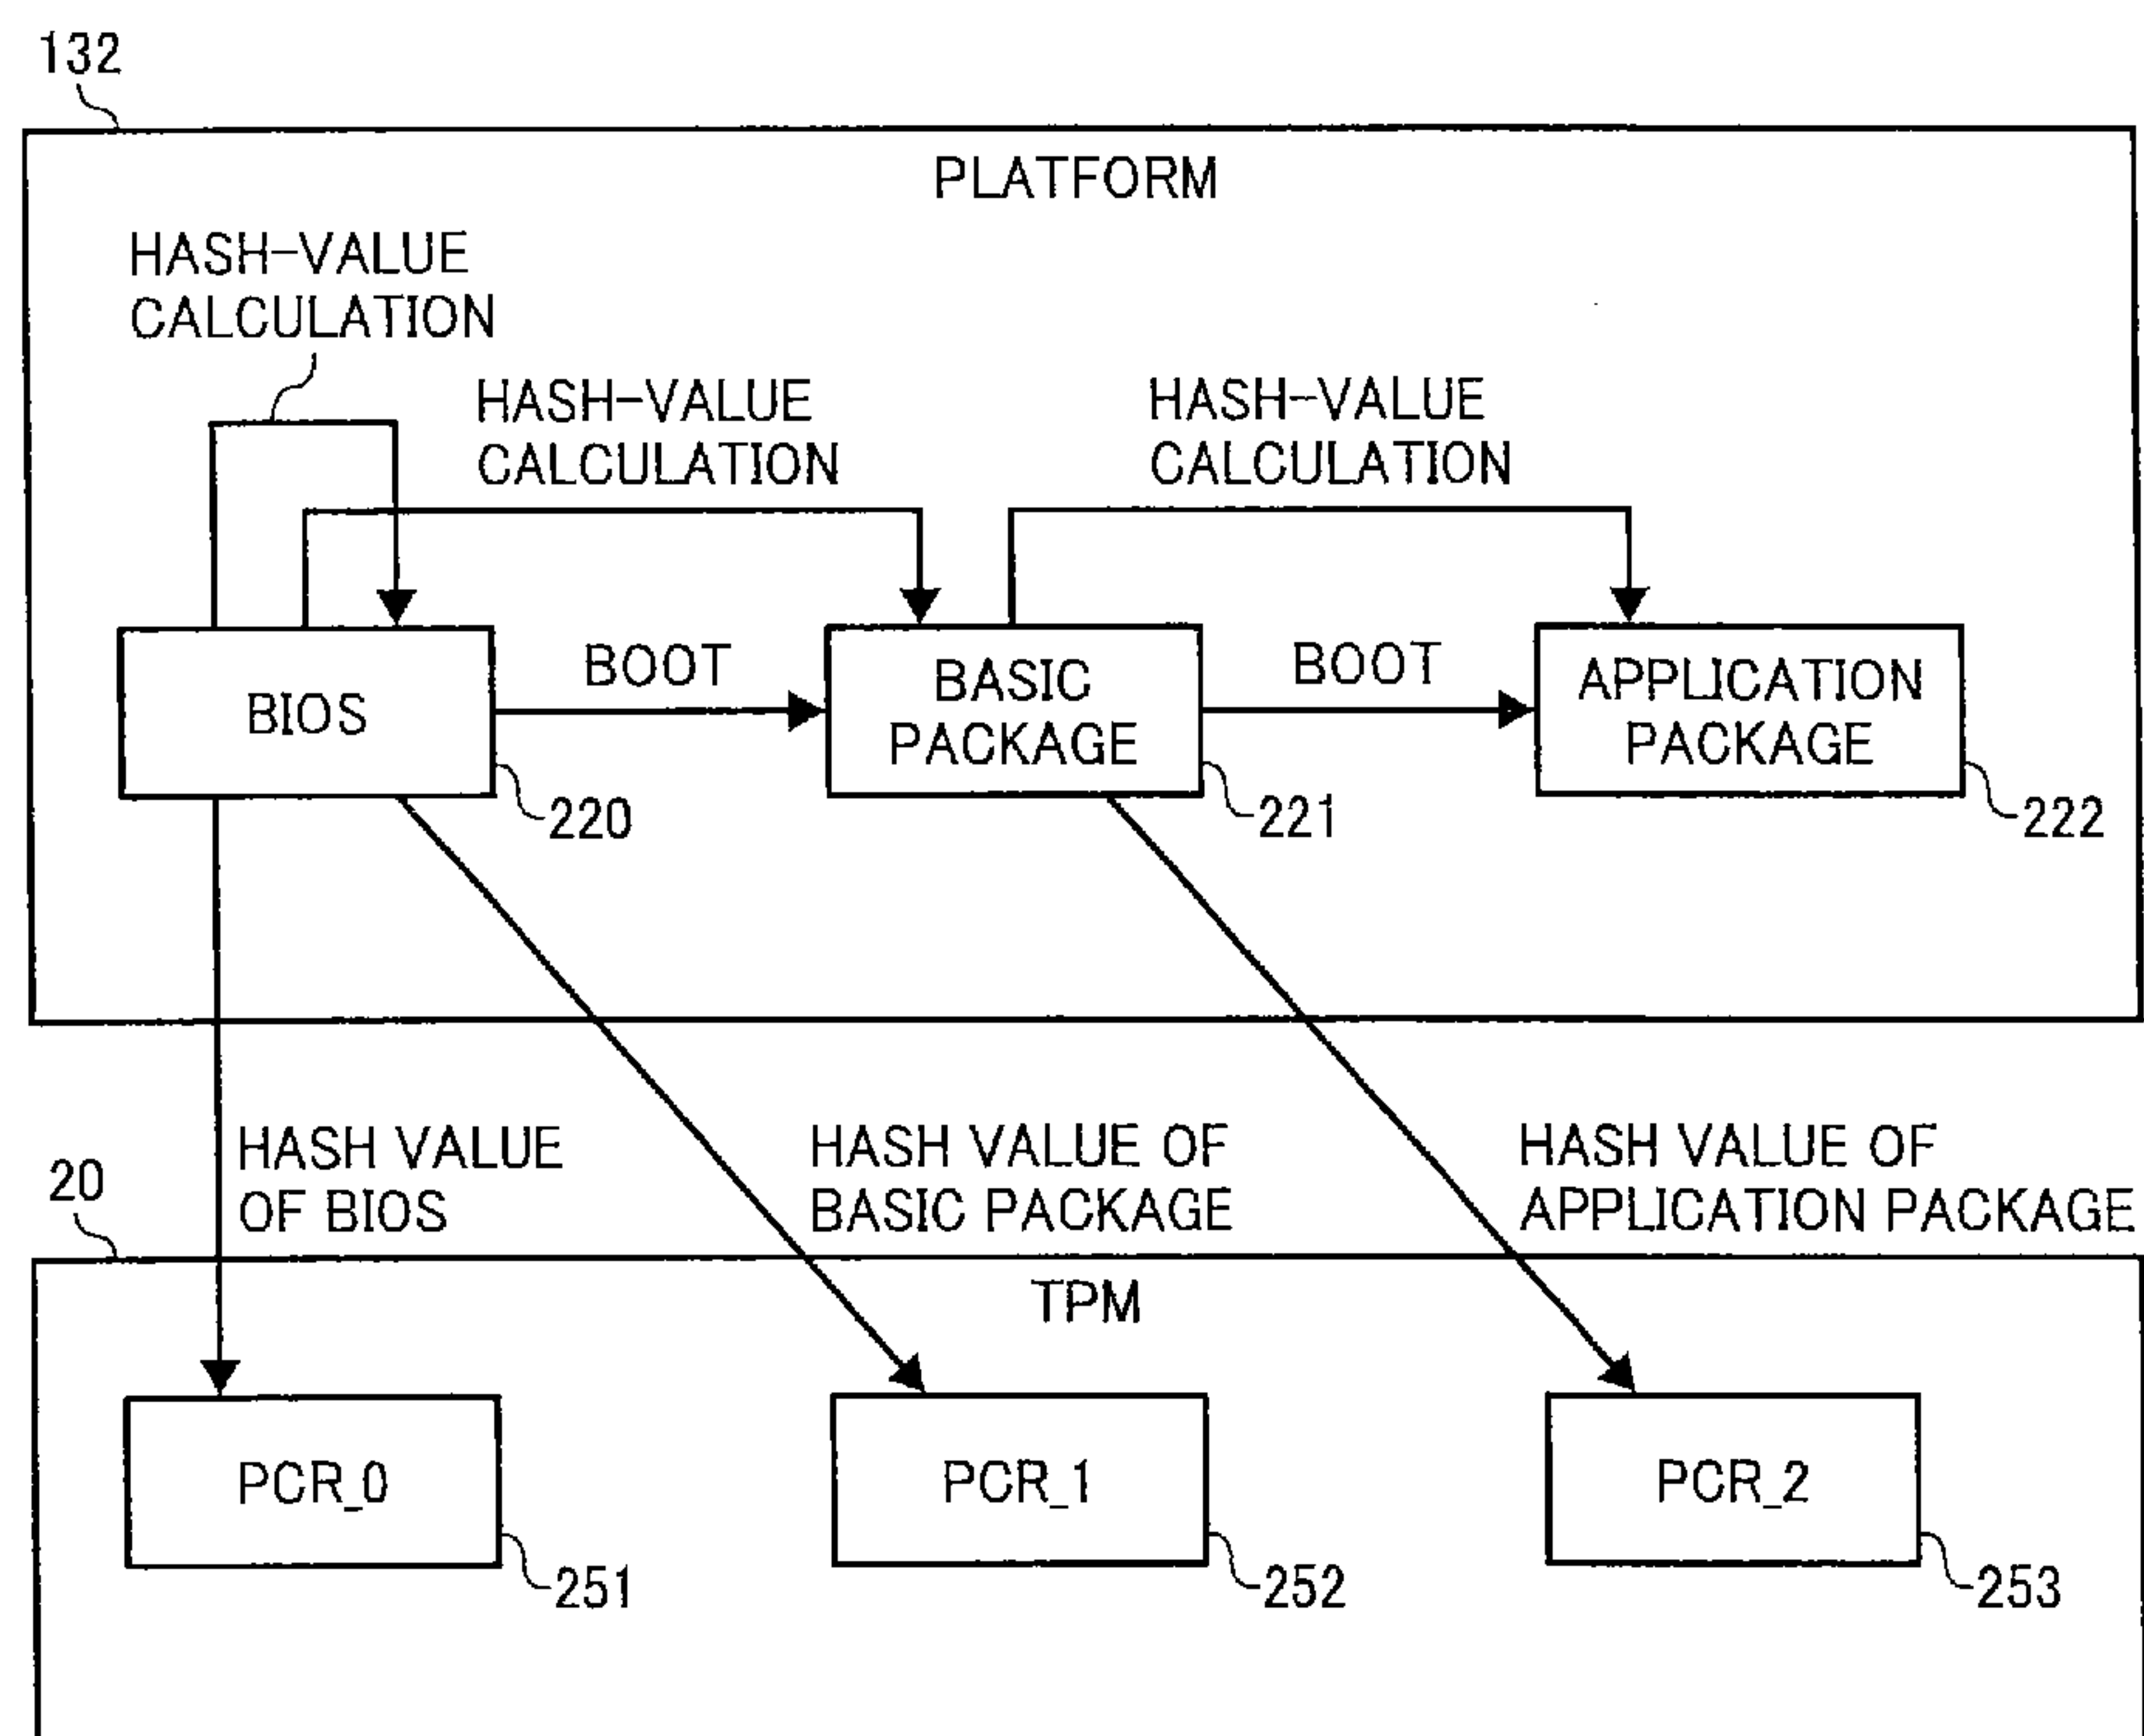 132
PLATFORM
HASH-VALUE
CALCULATION
HASH-VALUE
CALCULATION
HASH-VALUE
CALCULATION
BIOS
BOOT
BASIC
PACKAGE
BOOT
APPLICATION
PACKAGE
220
221
222
HASH VALUE
OF BIOS
HASH VALUE OF
BASIC PACKAGE
HASH VALUE OF
APPLICATION PACKAGE
20
TPM
PCR_0
PCR_1
PCR_2
251
252
253